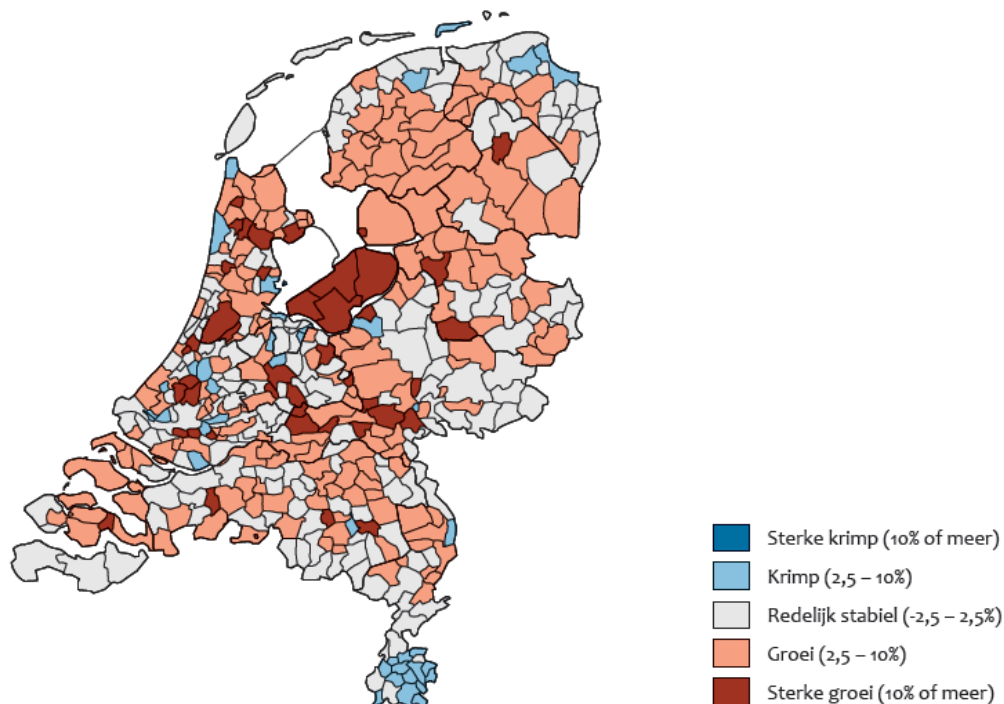 Sterke krimp (10% of meer)
Krimp (2,5 – 10%)
Redelijk stabiel (-2,5 – 2,5%)
Groei (2,5 – 10%)
Sterke groei (10% of meer)